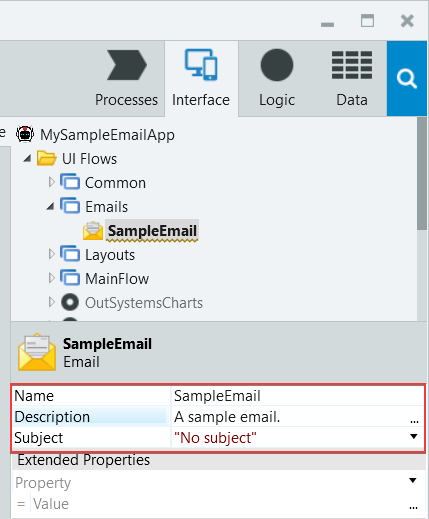 Processes Interface Logic Data
e MySampleEmailApp
UI Flows
Common
Emails
SampleEmail
Layouts
MainFlow
OutSystemsCharts
SampleEmail
Email
Name SampleEmail
Description A sample email. ...
Subject "No subject"
Extended Properties
Property
= Value ...